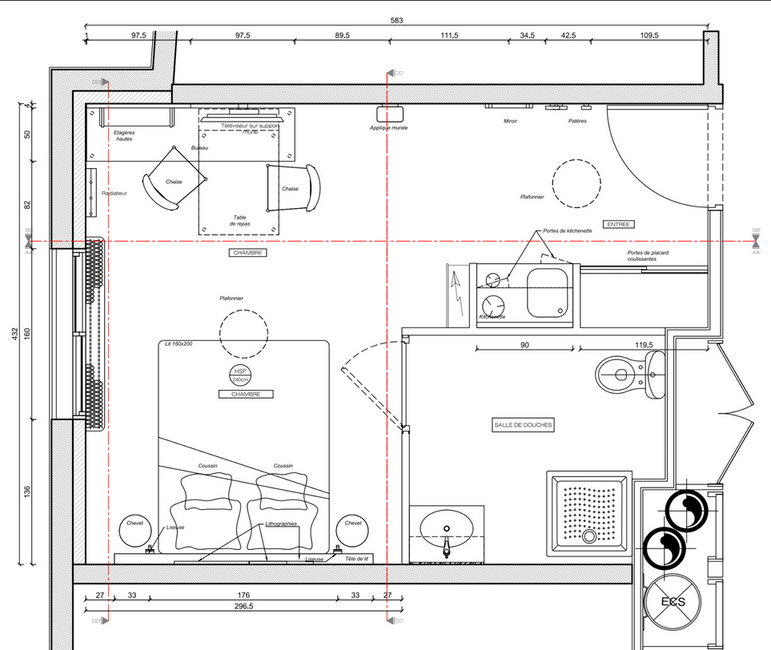 583
1
97.5
97.5
89.5
111.5
34.5
42.5
109.5
CC'
4
50
82
432
160
136
Etagères
hautes
Téléviseur sur support
mural
Bureau
Applique murale
Miroir
Patères
Chaise
Chaise
Radiateur
Table
de repas
Plafonnier
ENTREE
Portes de kitchenette
CHAMBRE
Portes de placard
coulissantes
Plafonnier
Kitchenette
Lit 160x200
90
119.5
HSP
240cm
CHAMBRE
SALLE DE DOUCHES
Coussin
Coussin
Chevet
Liseuse
Lithographies
Chevet
Liseuse
Tête de lit
ECS
27
33
176
33
27
296.5